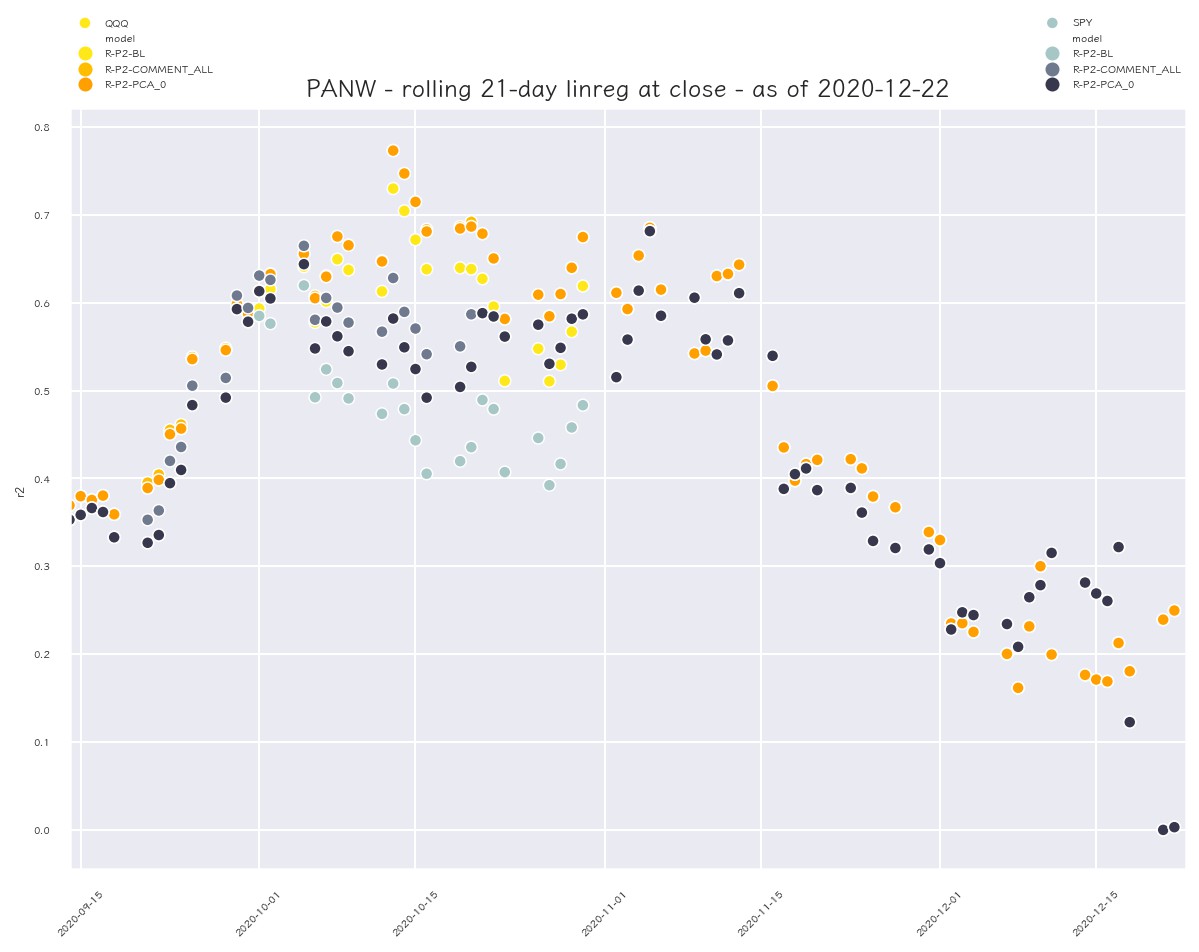 QQQ
model
R-P2-BL
R-P2-COMMENT_ALL
R-P2-PCA_0
SPY
model
R-P2-BL
R-P2-COMMENT_ALL
R-P2-PCA_0
PANW - rolling 21-day linreg at close - as of 2020-12-22
r2
0.8
0.7
0.6
0.5
0.4
0.3
0.2
0.1
0.0
2020-09-15
2020-10-01
2020-10-15
2020-11-01
2020-11-15
2020-12-01
2020-12-15